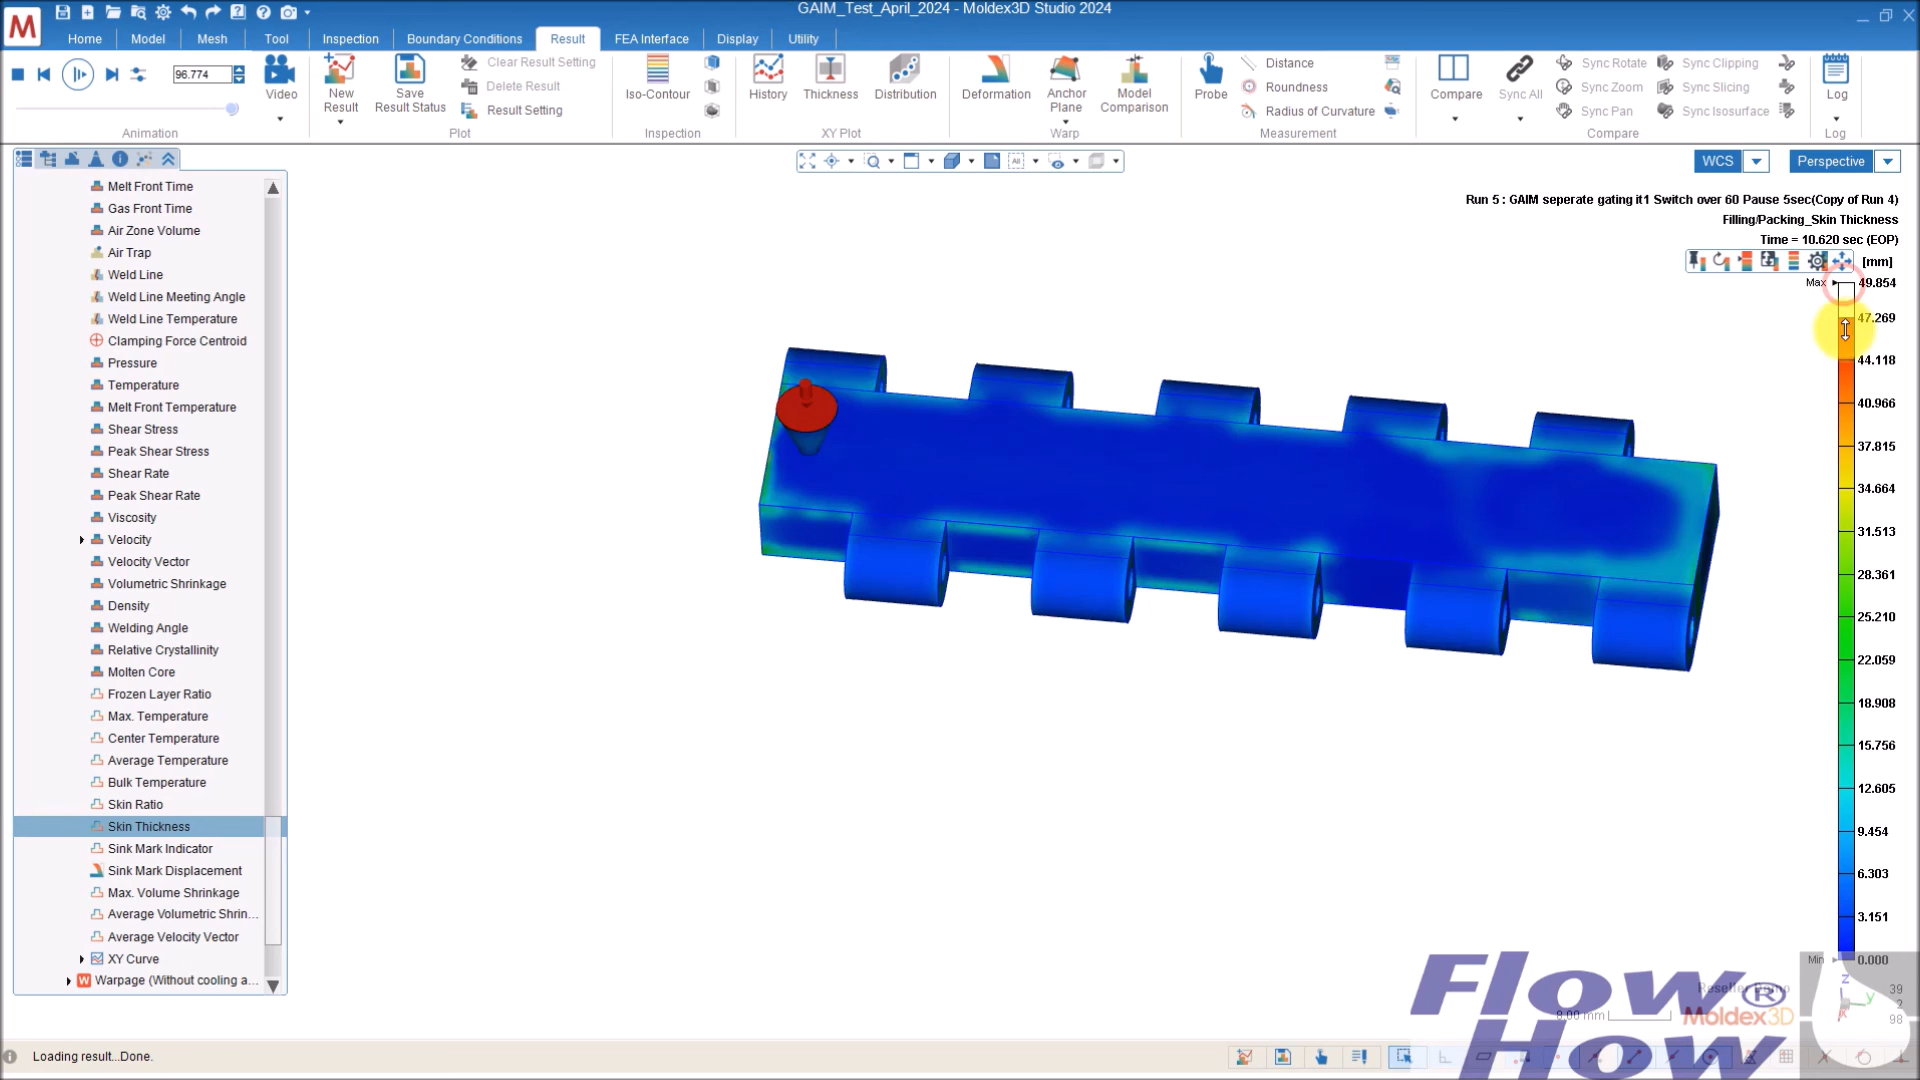 GAIM_Test_April_2024 - Moldex3D Studio 2024
Home Model Mesh Tool Inspection Boundary Conditions Result FEA Interface Display Utility
96.774
Video
Animation
New Result
Save Result Status
Clear Result Setting
Delete Result
Result Setting
Plot
Iso-Contour
Inspection
History
Thickness
Distribution
XY Plot
Deformation
Anchor Plane
Model Comparison
Warp
Probe
Distance
Roundness
Radius of Curvature
Measurement
Compare
Sync All
Sync Rotate
Sync Zoom
Sync Pan
Sync Clipping
Sync Slicing
Sync Isosurface
Compare
Log
Log
WCS
Perspective
Melt Front Time
Gas Front Time
Air Zone Volume
Air Trap
Weld Line
Weld Line Meeting Angle
Weld Line Temperature
Clamping Force Centroid
Pressure
Temperature
Melt Front Temperature
Shear Stress
Peak Shear Stress
Shear Rate
Peak Shear Rate
Viscosity
Velocity
Velocity Vector
Volumetric Shrinkage
Density
Welding Angle
Relative Crystallinity
Molten Core
Frozen Layer Ratio
Max. Temperature
Center Temperature
Average Temperature
Bulk Temperature
Skin Ratio
Skin Thickness
Sink Mark Indicator
Sink Mark Displacement
Max. Volume Shrinkage
Average Volumetric Shrin...
Average Velocity Vector
XY Curve
Warpage (Without cooling a...
Run 5 : GAIM seperate gating it1 Switch over 60 Pause 5sec(Copy of Run 4)
Filling/Packing_Skin Thickness
Time = 10.620 sec (EOP)
[mm]
Max 49.854
47.269
44.118
40.966
37.815
34.664
31.513
28.361
25.210
22.059
18.908
15.756
12.605
9.454
6.303
3.151
Min 0.000
Reseller Demo
Moldex3D
8.00 mm
39
2
98
Flow®
How
Loading result...Done.